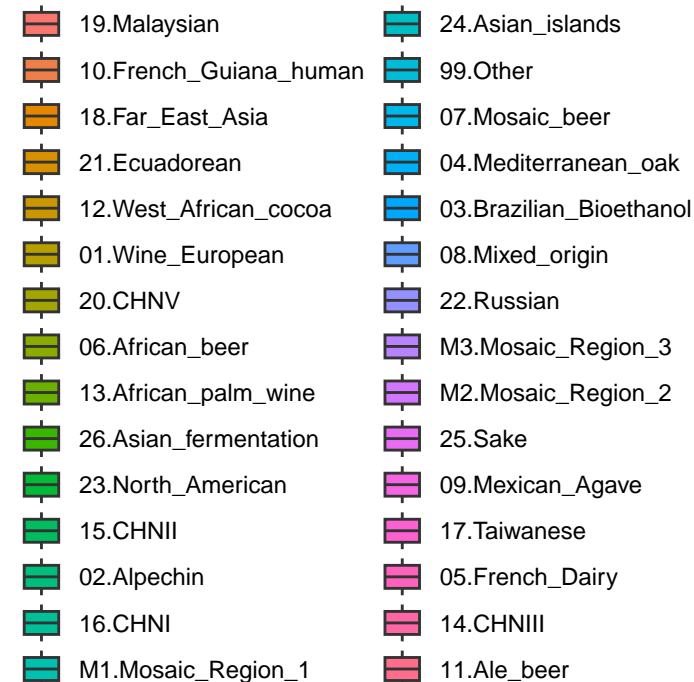 19.Malaysian
10.French_Guiana_human
18.Far_East_Asia
21.Ecuadorean
12.West_African_cocoa
01.Wine_European
20.CHNV
06.African_beer
13.African_palm_wine
26.Asian_fermentation
23.North_American
15.CHNII
02.Alpechin
16.CHNI
M1.Mosaic_Region_1
24.Asian_islands
99.Other
07.Mosaic_beer
04.Mediterranean_oak
03.Brazilian_Bioethanol
08.Mixed_origin
22.Russian
M3.Mosaic_Region_3
M2.Mosaic_Region_2
25.Sake
09.Mexican_Agave
17.Taiwanese
05.French_Dairy
14.CHNIII
11.Ale_beer